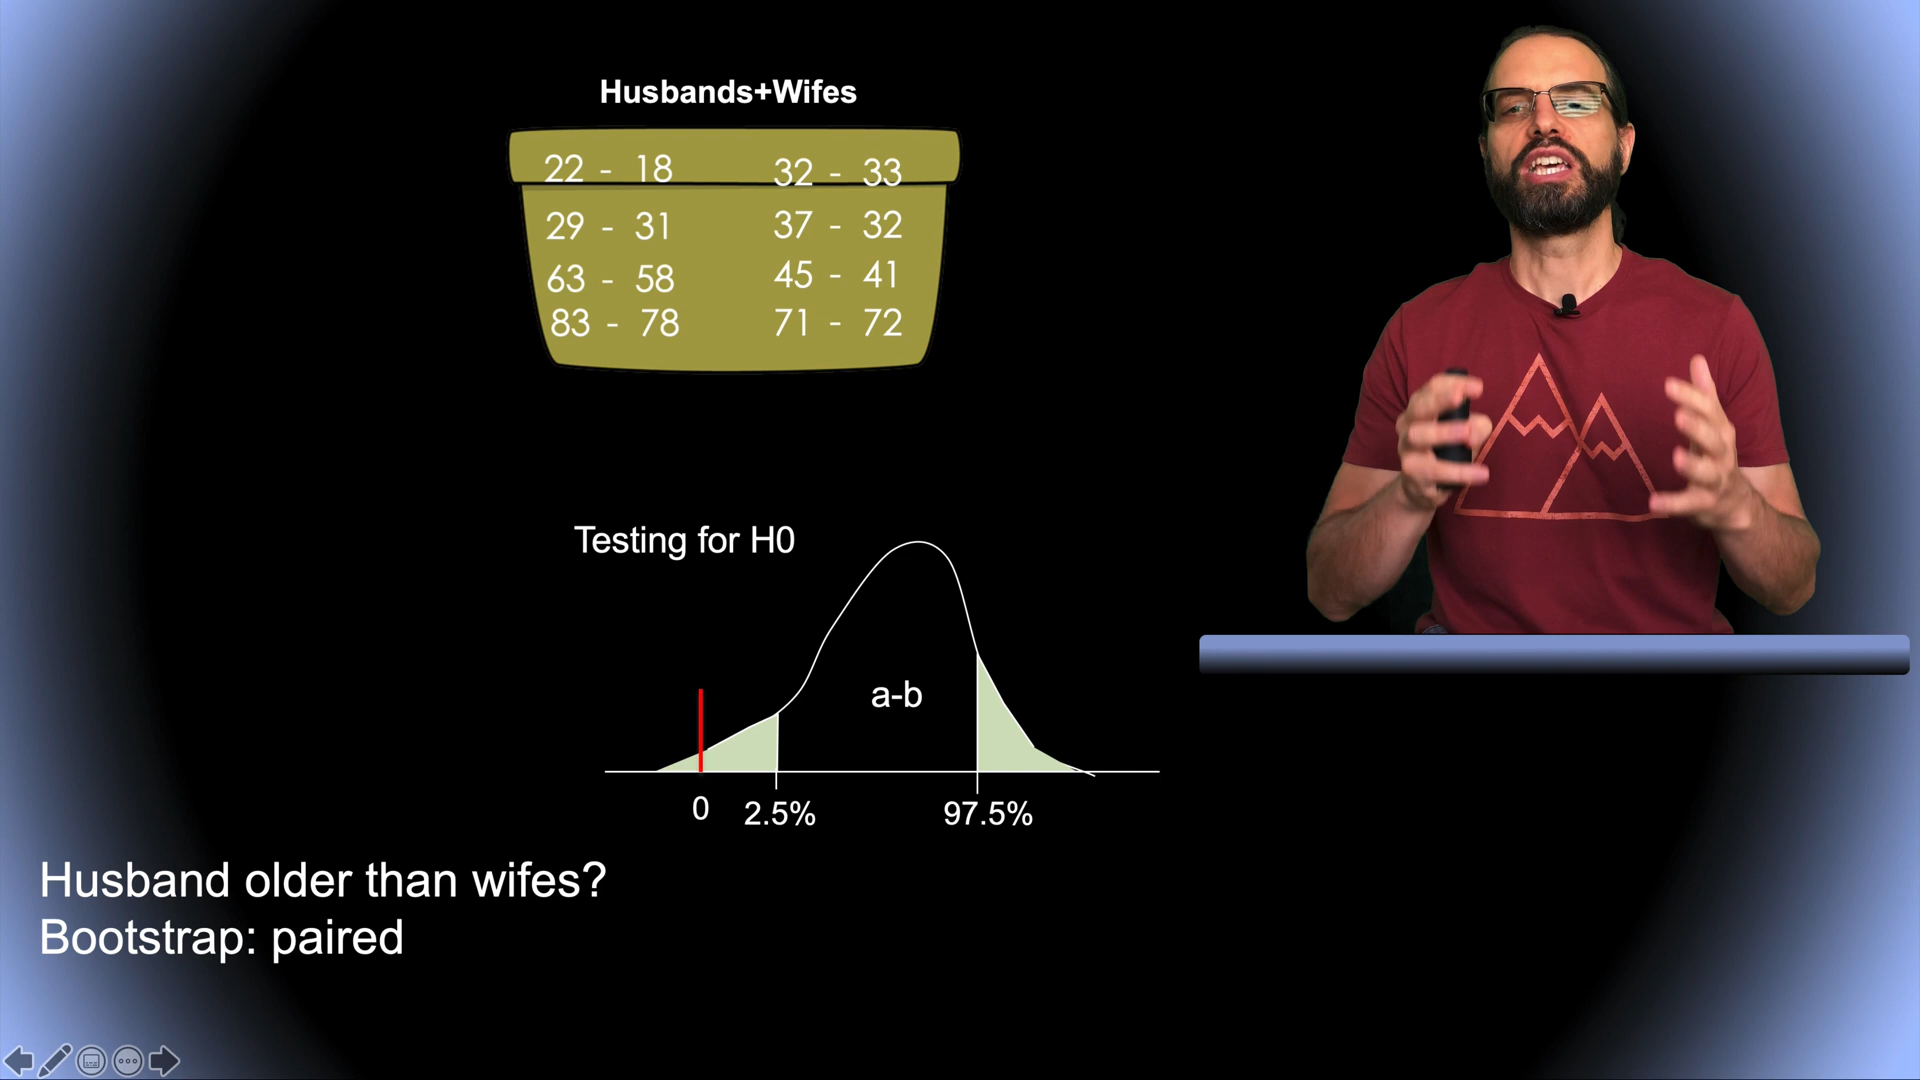 Husbands+Wifes
22 - 18 32 - 33
29 - 31 37 - 32
63 - 58 45 - 41
83 - 78 71 - 72
Testing for H0
a-b
0 2.5% 97.5%
Husband older than wifes?
Bootstrap: paired